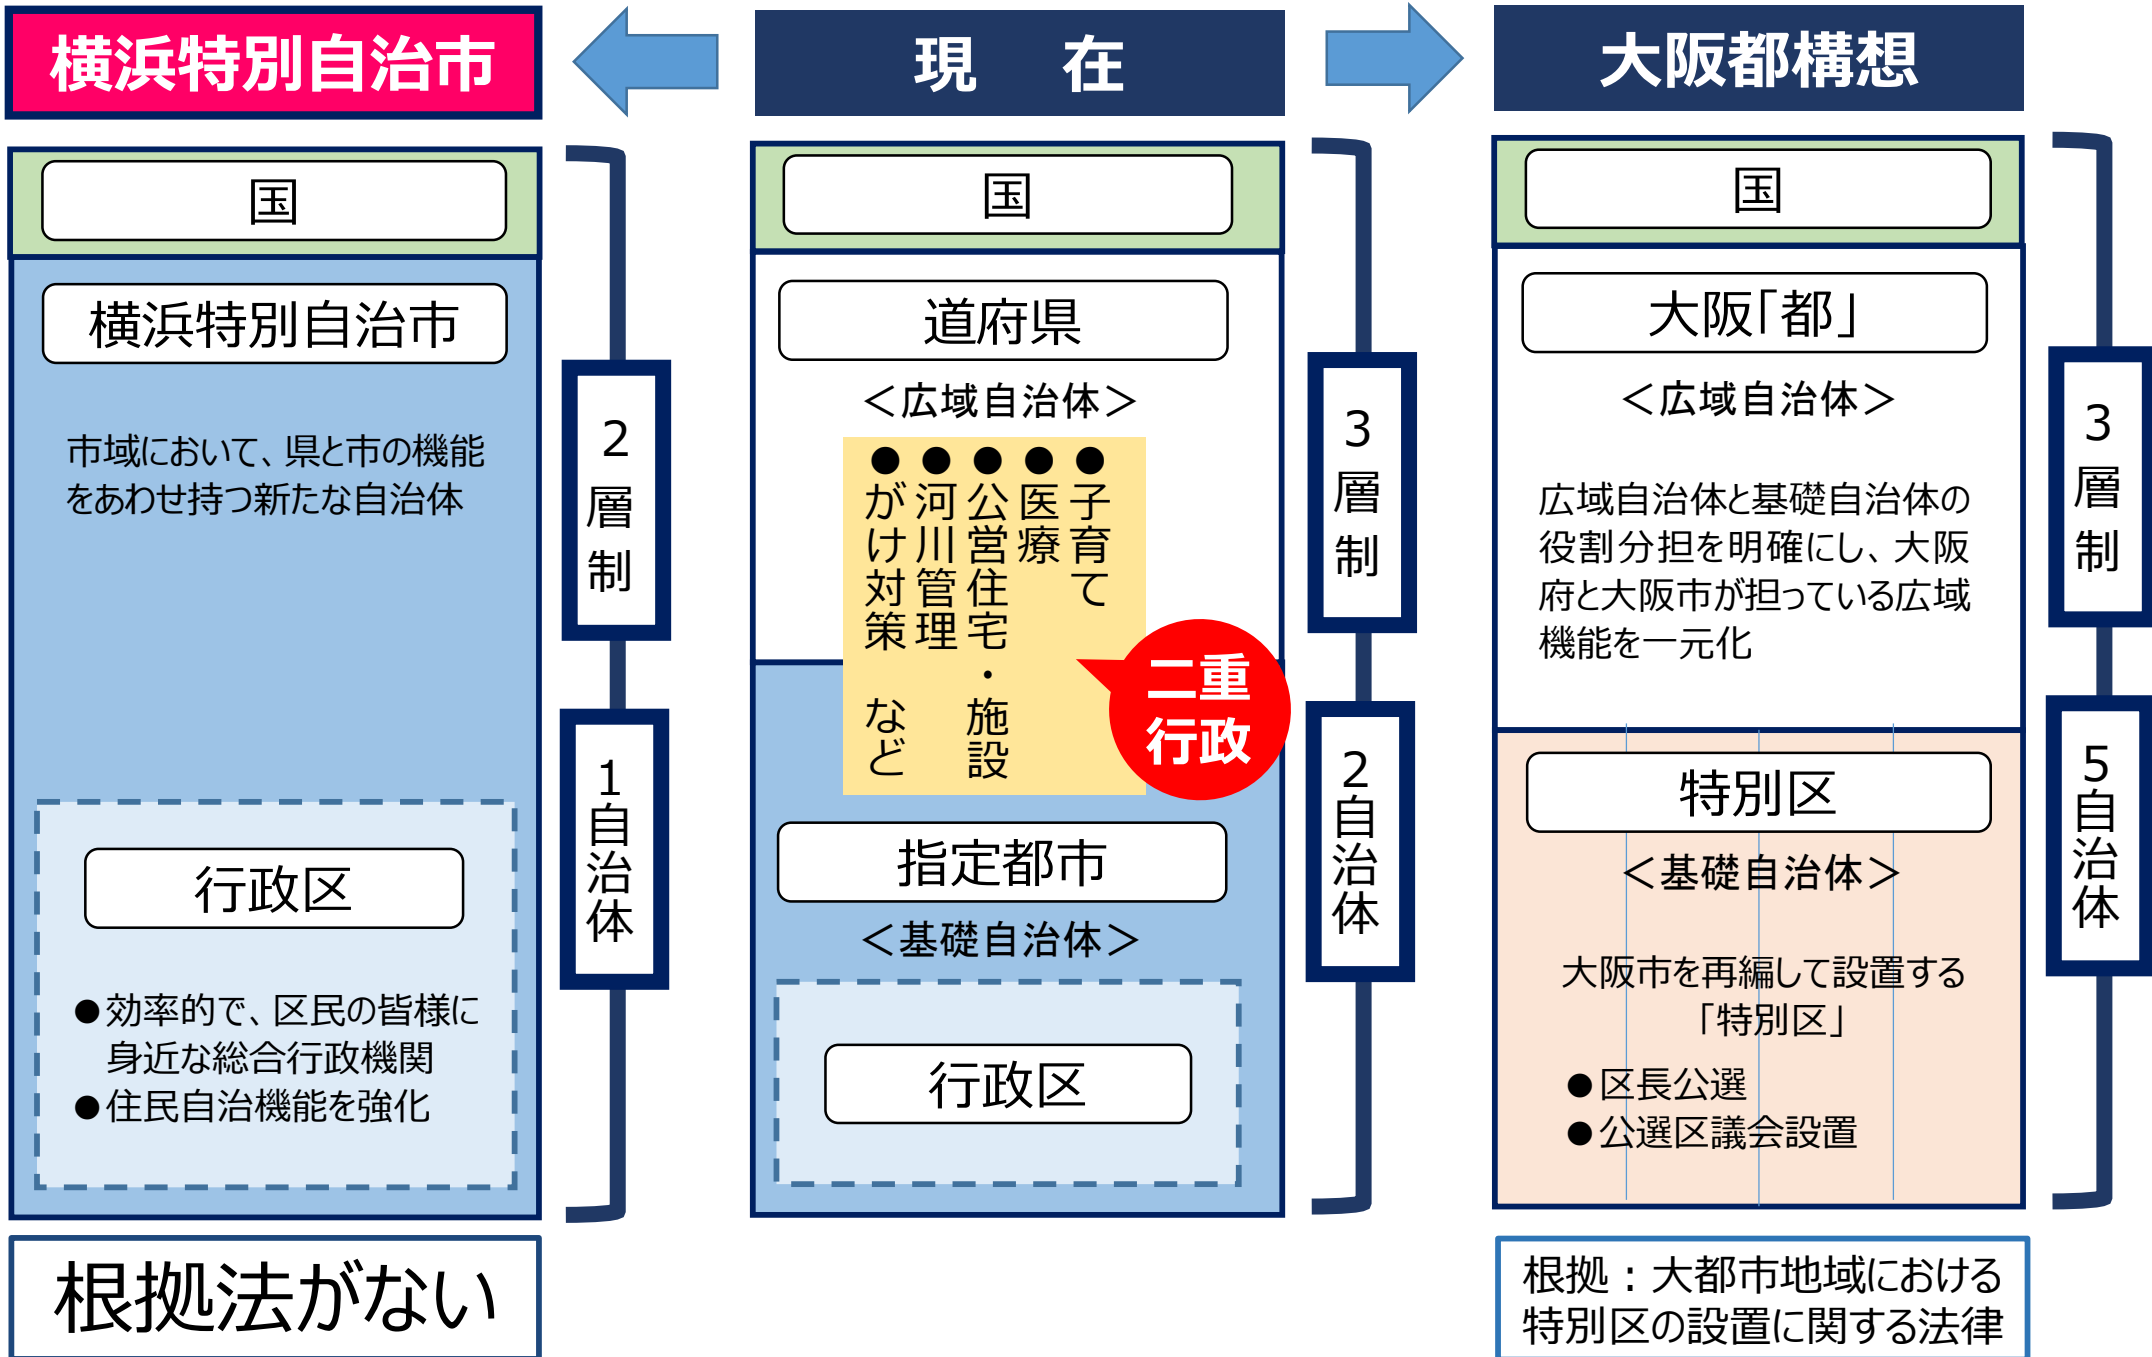 横浜特別自治市
国
横浜特別自治市
市域において、県と市の機能
をあわせ持つ新たな自治体
行政区
●効率的で、区民の皆様に
身近な総合行政機関
●住民自治機能を強化
2層制
1自治体
根拠法がない
現 在
国
道府県
＜広域自治体＞
●子育て
●医療
●公営住宅・施設
●河川管理
●がけ対策 など
二重
行政
指定都市
＜基礎自治体＞
行政区
3層制
2自治体
大阪都構想
国
大阪「都」
＜広域自治体＞
広域自治体と基礎自治体の
役割分担を明確にし、大阪
府と大阪市が担っている広域
機能を一元化
特別区
＜基礎自治体＞
大阪市を再編して設置する
「特別区」
●区長公選
●公選区議会設置
3層制
5自治体
根拠：大都市地域における
特別区の設置に関する法律